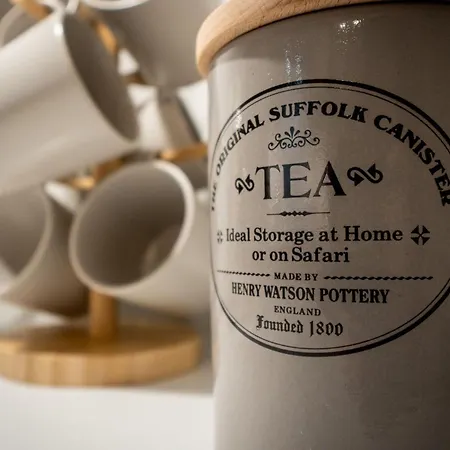 THE ORIGINAL SUFFOLK CANISTER
TEA
Ideal Storage at Home
or on Safari
MADE BY
HENRY WATSON POTTERY
ENGLAND
Founded 1800